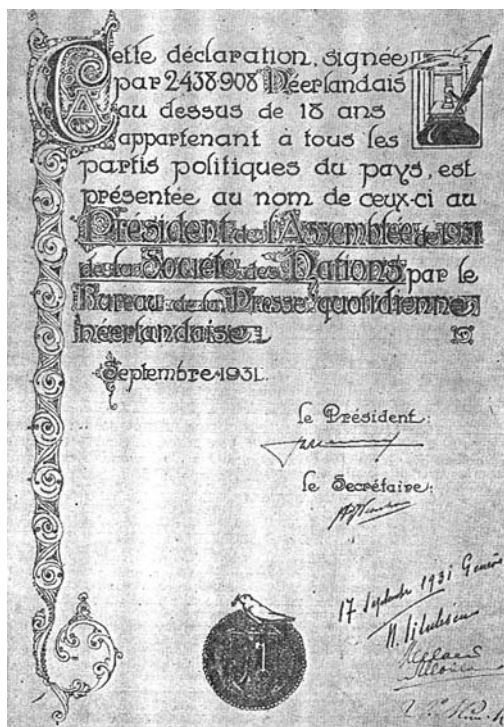 Cette déclaration, signée
par 2438908 Néerlandais
au dessus de 18 ans
appartenant à tous les
partis politiques du pays, est
présentée au nom de ceux-ci au
Président de l'Assemblée de 1931
de la Société des Nations par le
Bureau de la Presse quotidienne
néerlandaise
Septembre 1931.
le Président:
le Secrétaire:
17 Septembre 1931 Genève